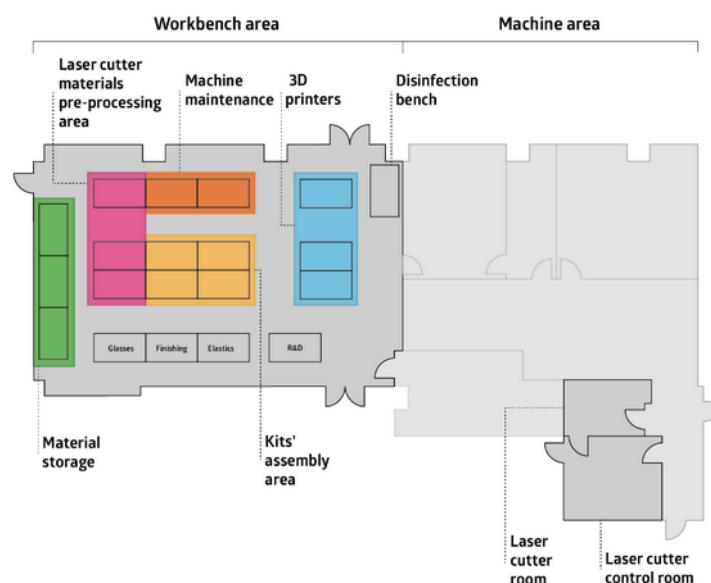 Workbench area
Machine area
Laser cutter
materials
pre-processing
area
Machine
maintenance
3D
printers
Disinfection
bench
Glasses
Finishing
Elastics
R&D
Material
storage
Kits'
assembly
area
Laser
cutter
room
Laser cutter
control room